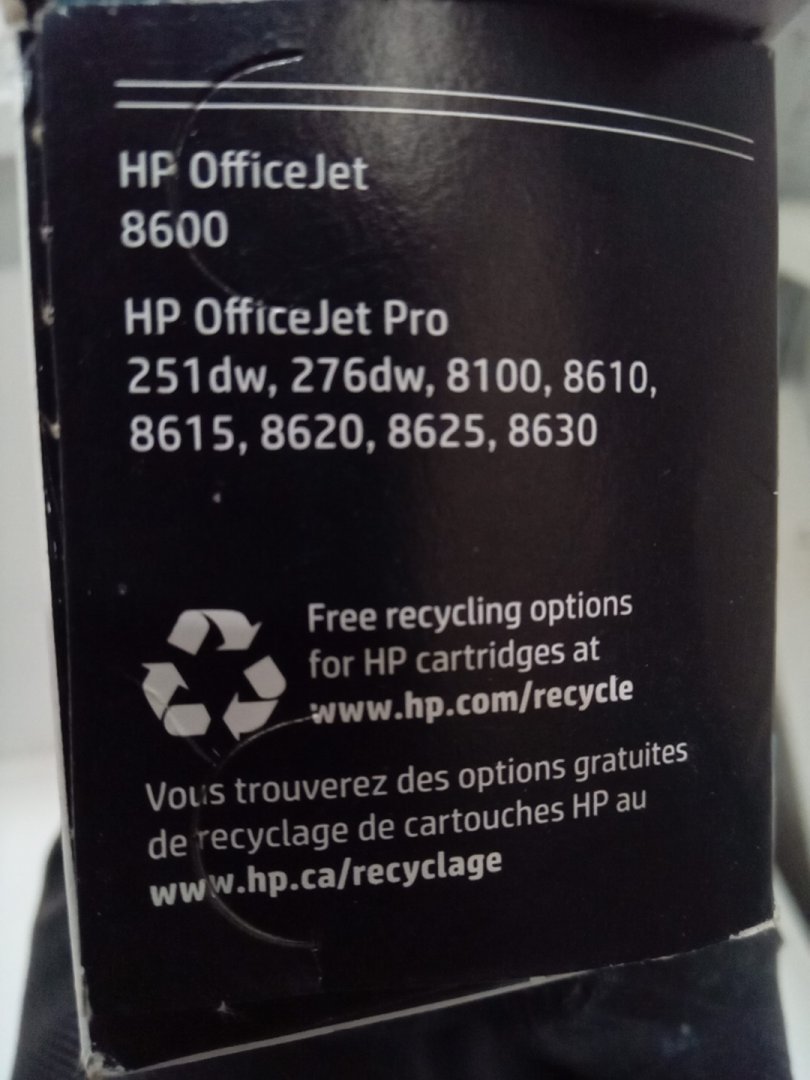 HP OfficeJet
8600
HP OfficeJet Pro
251dw, 276dw, 8100, 8610,
8615, 8620, 8625, 8630
Free recycling options
for HP cartridges at
www.hp.com/recycle
Vous trouverez des options gratuites
de recyclage de cartouches HP au
www.hp.ca/recyclage